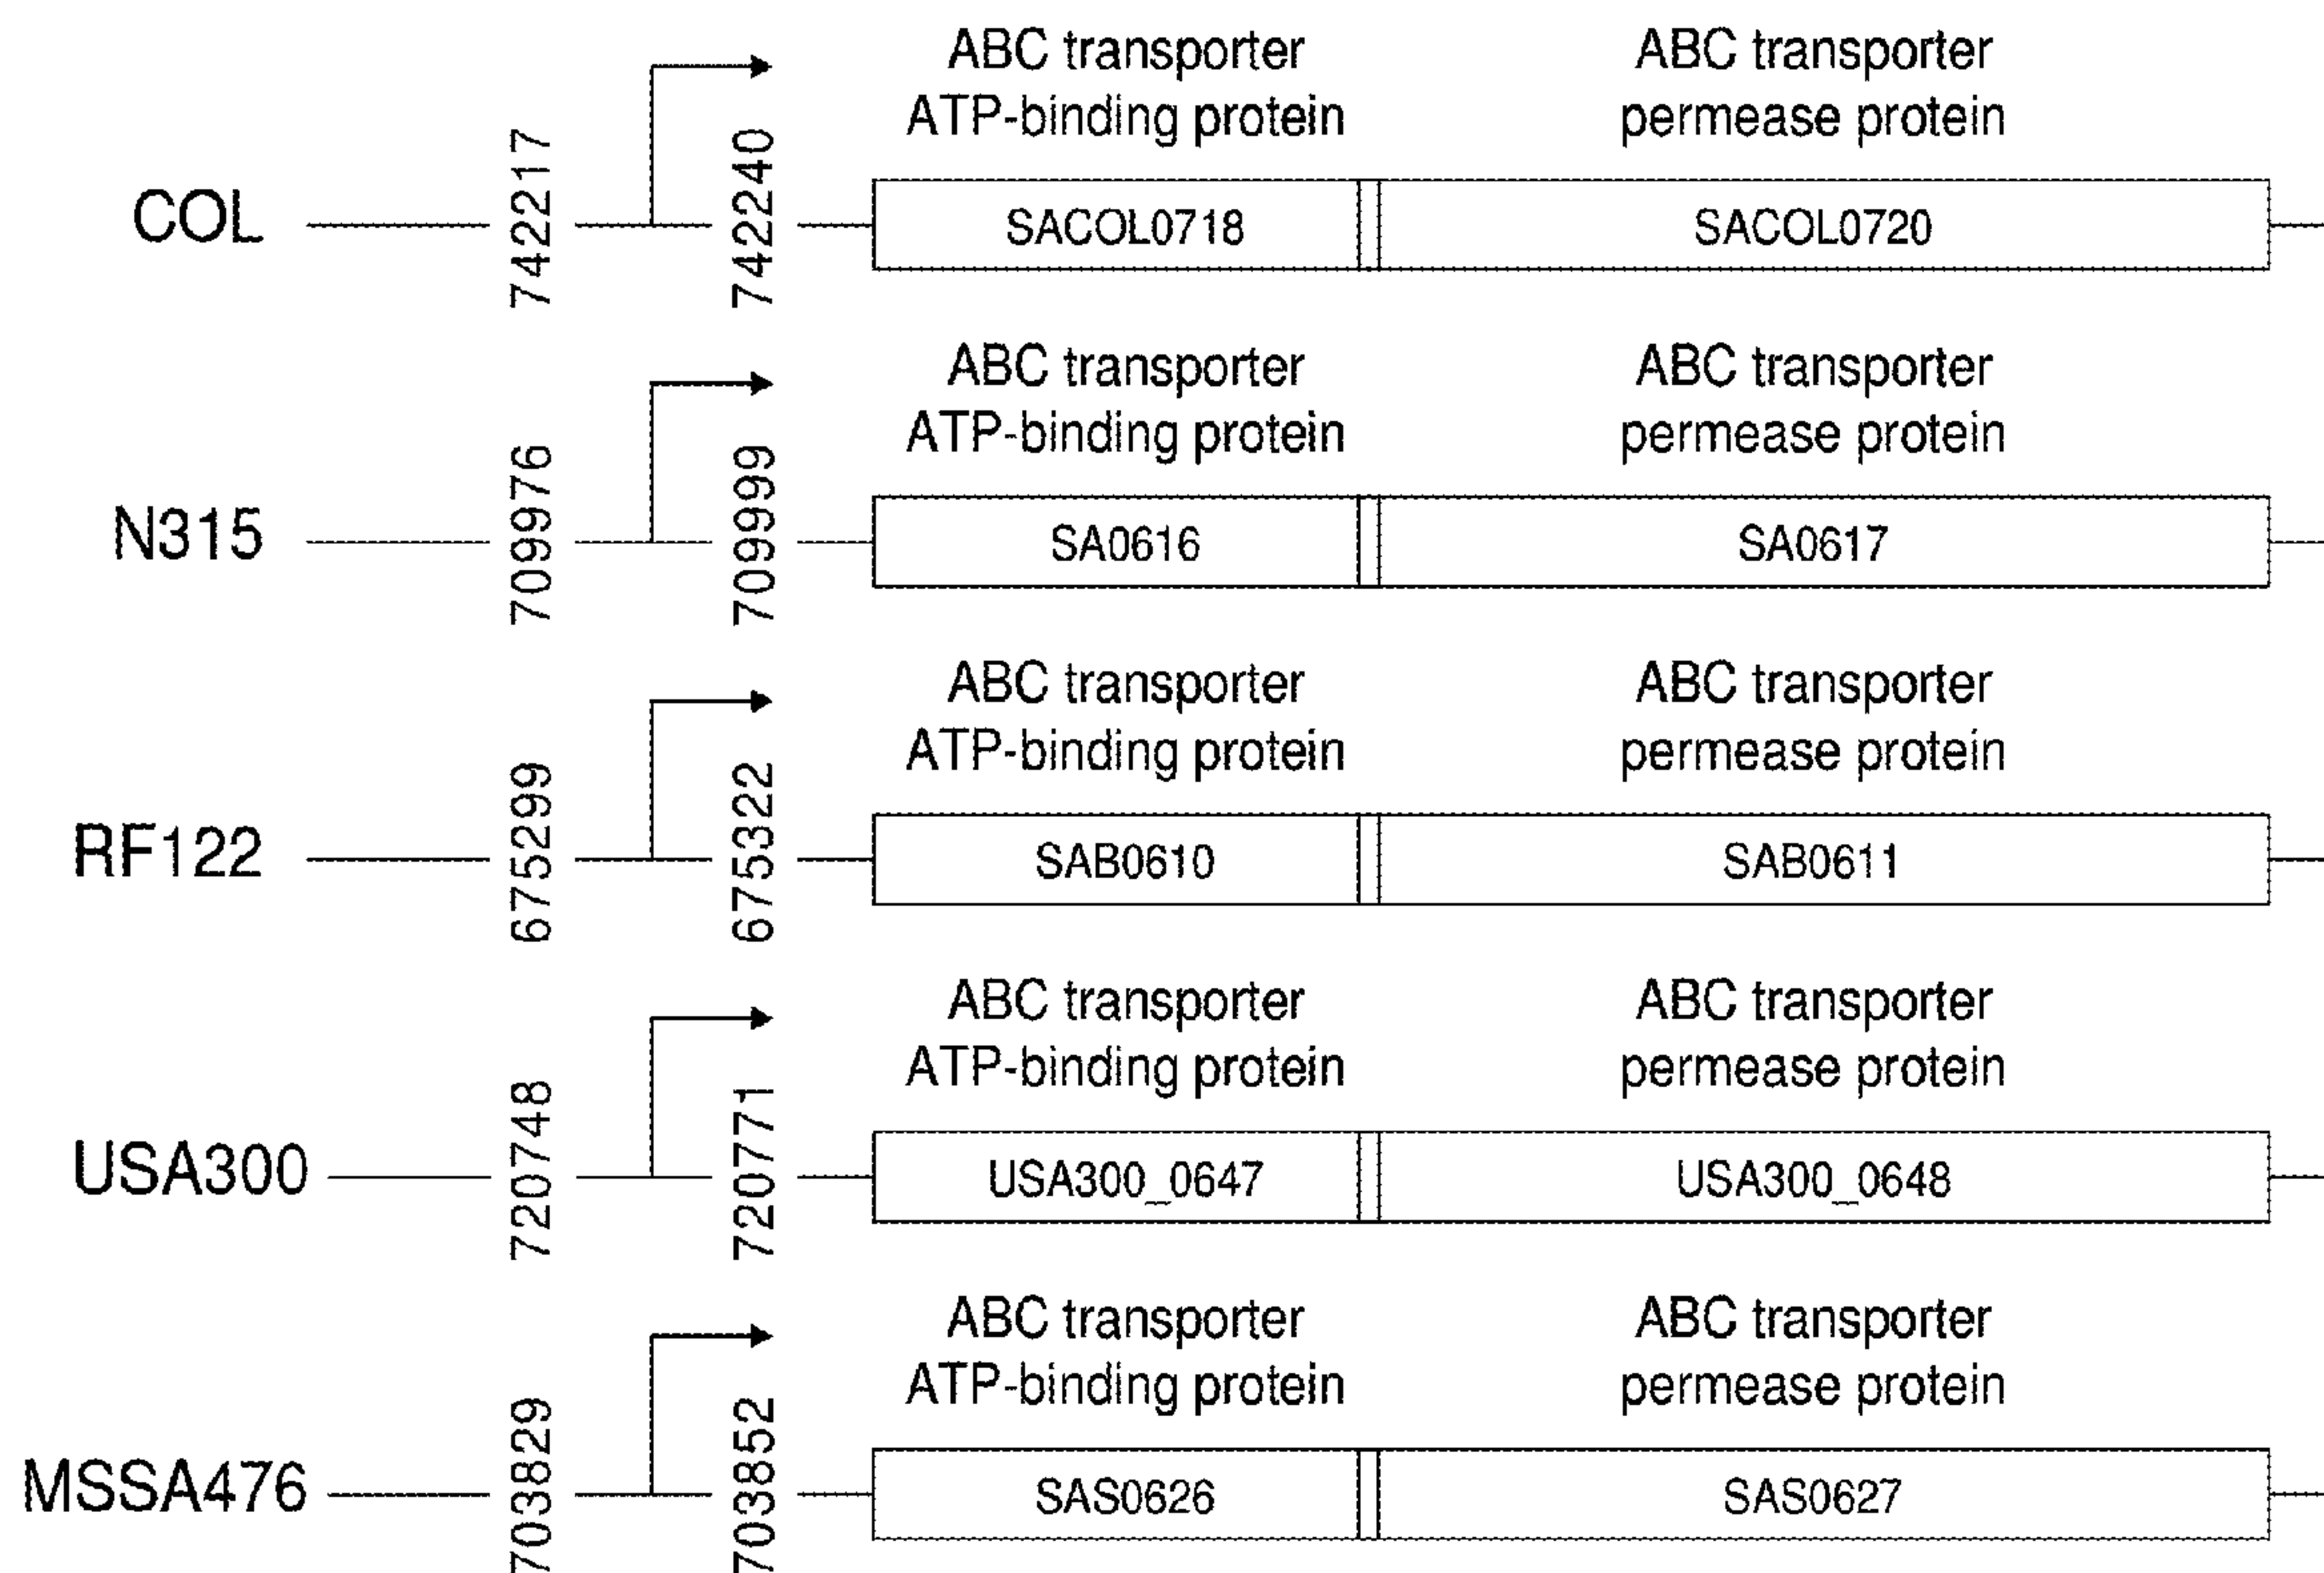 ABC transporter
ATP-binding protein
ABC transporter
permease protein
COL
742217
742240
SACOL0718
SACOL0720
ABC transporter
ATP-binding protein
ABC transporter
permease protein
N315
709976
709999
SA0616
SA0617
ABC transporter
ATP-binding protein
ABC transporter
permease protein
RF122
675299
675322
SAB0610
SAB0611
ABC transporter
ATP-binding protein
ABC transporter
permease protein
USA300
720748
720771
USA300_0647
USA300_0648
ABC transporter
ATP-binding protein
ABC transporter
permease protein
MSSA476
703829
703852
SAS0626
SAS0627